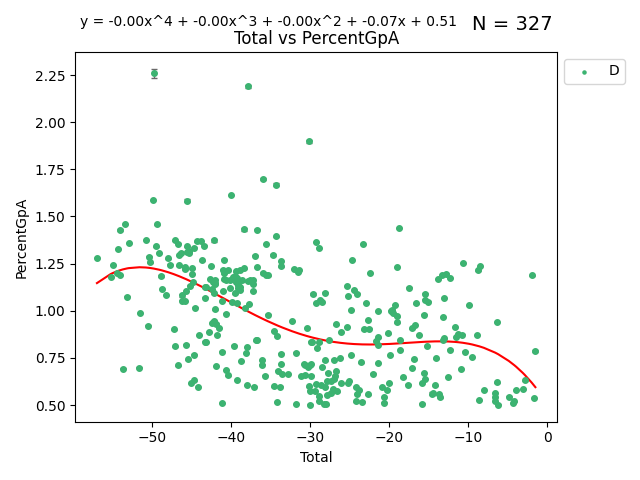 y = -0.00x^4 + -0.00x^3 + -0.00x^2 + -0.07x + 0.51
N = 327
Total vs PercentGpA
D
PercentGpA
2.25
2.00
1.75
1.50
1.25
1.00
0.75
0.50
−50 −40 −30 −20 −10 0
Total